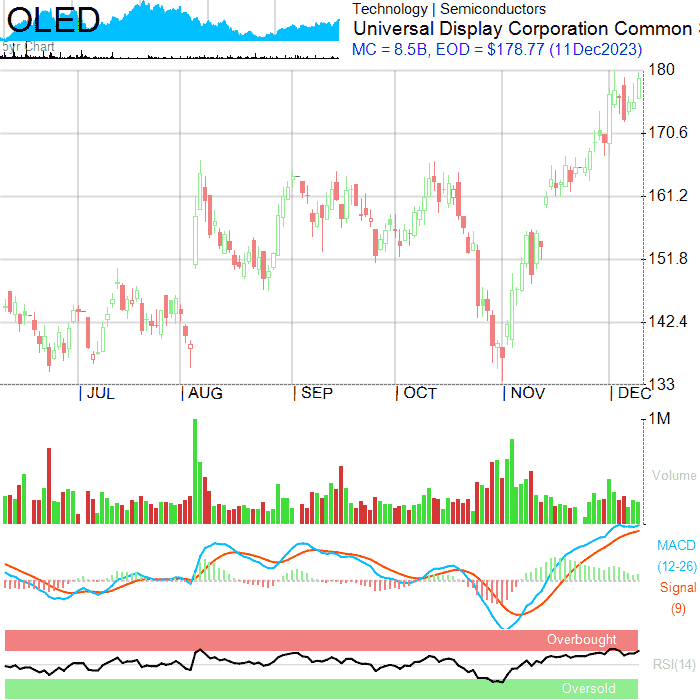 OLED
5yr Chart
Technology | Semiconductors
Universal Display Corporation Common
MC = 8.5B, EOD = $178.77 (11Dec2023)
180
170.6
161.2
151.8
142.4
133
JUL AUG SEP OCT NOV DEC
1M
Volume
MACD
(12-26)
Signal
(9)
Overbought
RSI(14)
Oversold